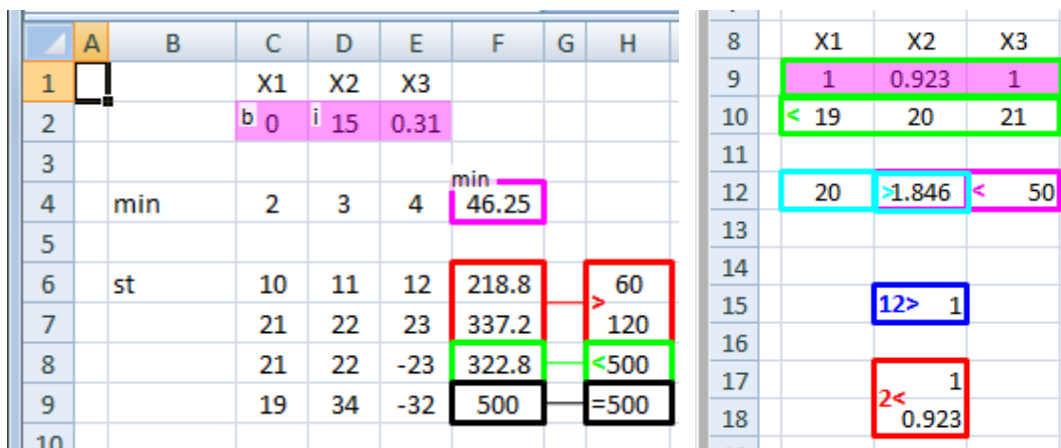 A B C D E F G H
1 X1 X2 X3
2 b 0 i 15 0.31
3
min
4 min 2 3 4 46.25
5
6 st 10 11 12 218.8 60
>
7 21 22 23 337.2 120
8 21 22 -23 322.8 <500
9 19 34 -32 500 =500
10
8 X1 X2 X3
9 1 0.923 1
10 < 19 20 21
11
12 20 >1.846 < 50
13
14
15 12> 1
16
17 1
2<
18 0.923